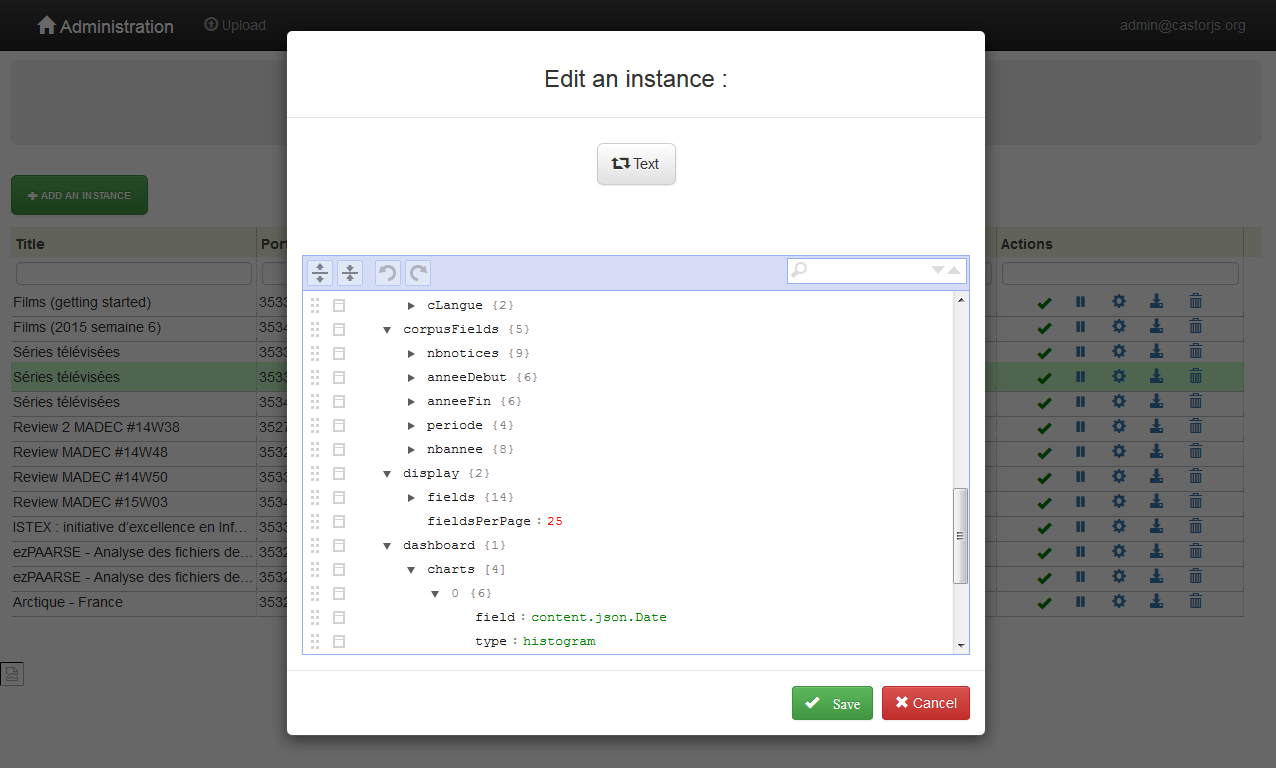 Administration Upload admin@castorjs.org
Edit an instance :
Text
ADD AN INSTANCE
Title Port Actions
cLangue {2}
Films (getting started) 3533
corpusFields {5}
Films (2015 semaine 6) 3534
nbnotices {9}
Séries télévisées 3533
anneeDebut {6}
Séries télévisées 3533
anneeFin {6}
Séries télévisées 3534
periode {4}
Review 2 MADEC #14W38 3527
nbannee {8}
Review MADEC #14W48 3532
display {2}
Review MADEC #14W50 3533
fields {14}
Review MADEC #15W03 3534
fieldsPerPage : 25
ISTEX : initiative d'excellence en Inf... 3533
dashboard {1}
ezPAARSE - Analyse des fichiers de... 3532
charts [4]
ezPAARSE - Analyse des fichiers de... 3532
0 {6}
Arctique - France 3532
field : content.json.Date
type : histogram
Save Cancel